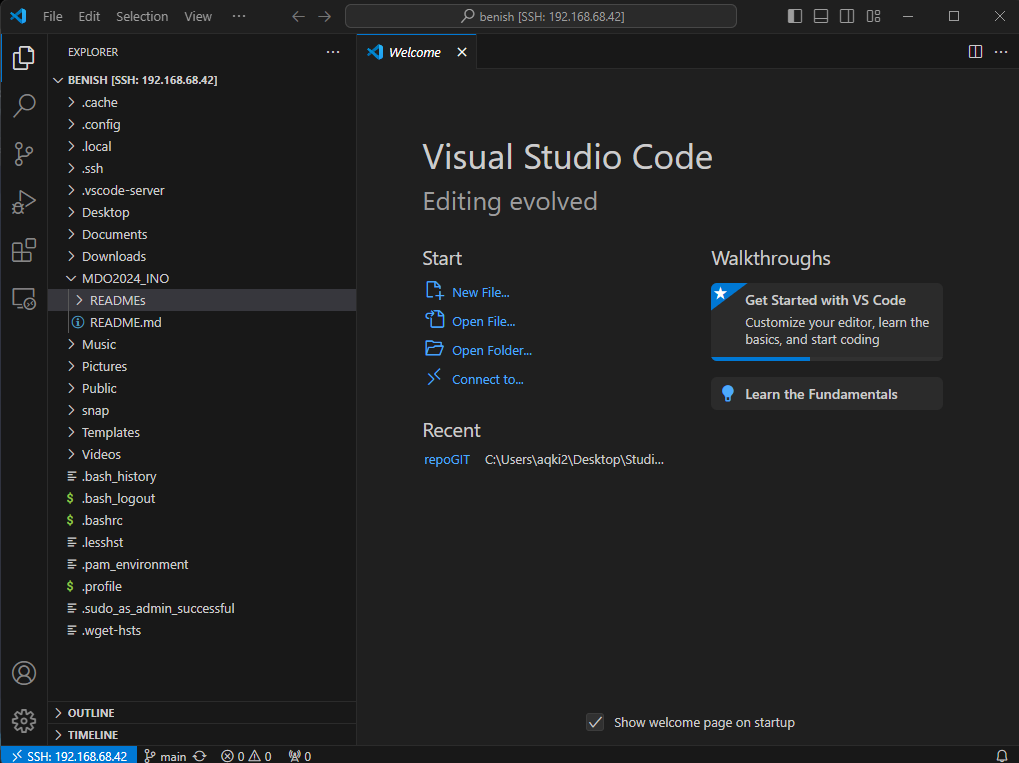 File Edit Selection View ··· benish [SSH: 192.168.68.42]
EXPLORER ···
Welcome
BENISH [SSH: 192.168.68.42]
.cache
.config
.local
.ssh
.vscode-server
Desktop
Documents
Downloads
MDO2024_INO
READMEs
README.md
Music
Pictures
Public
snap
Templates
Videos
.bash_history
$ .bash_logout
$ .bashrc
.lesshst
.pam_environment
$ .profile
.sudo_as_admin_successful
.wget-hsts
OUTLINE
TIMELINE
Visual Studio Code
Editing evolved
Start
New File...
Open File...
Open Folder...
Connect to...
Recent
repoGIT C:\Users\aqki2\Desktop\Studi...
Walkthroughs
Get Started with VS Code
Customize your editor, learn the
basics, and start coding
Learn the Fundamentals
Show welcome page on startup
SSH: 192.168.68.42 main 0 0 0